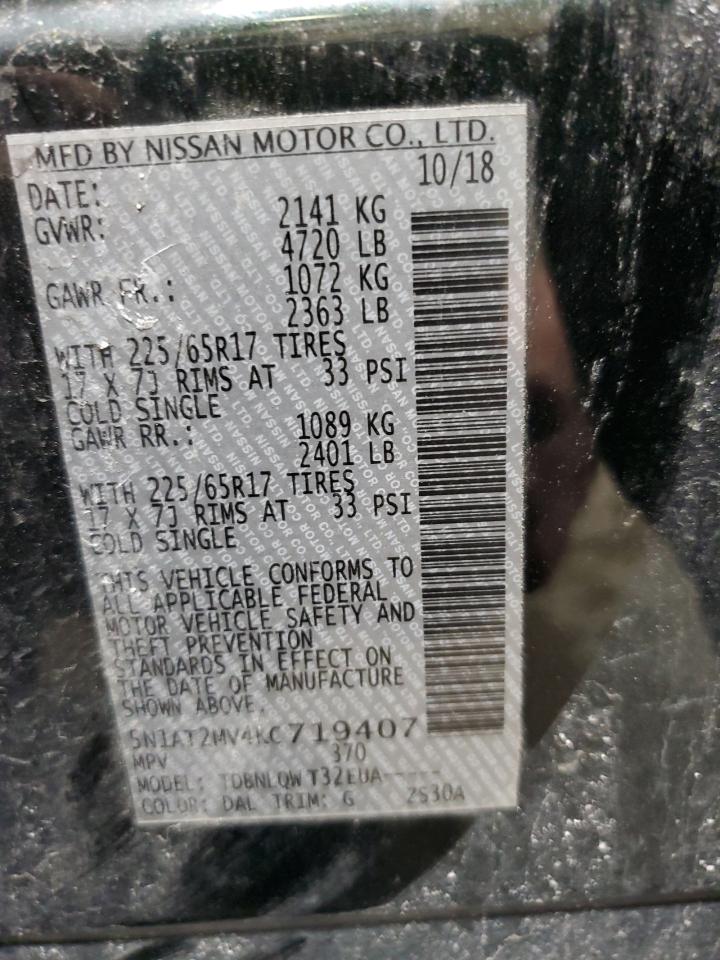 MFD BY NISSAN MOTOR CO., LTD.
DATE: 10/18
GVWR: 2141 KG
4720 LB
GAWR FR.: 1072 KG
2363 LB
WITH 225/65R17 TIRES
17 X 7J RIMS AT 33 PSI
COLD SINGLE
GAWR RR.: 1089 KG
2401 LB
WITH 225/65R17 TIRES
17 X 7J RIMS AT 33 PSI
COLD SINGLE
THIS VEHICLE CONFORMS TO
ALL APPLICABLE FEDERAL
MOTOR VEHICLE SAFETY AND
THEFT PREVENTION
STANDARDS IN EFFECT ON
THE DATE OF MANUFACTURE
SHOWN ABOVE.
5N1AT2MV4KC719407
MPV 370
MODEL: TDBNLQW T32EUA-----
COLOR: DAL TRIM: G 2S30A